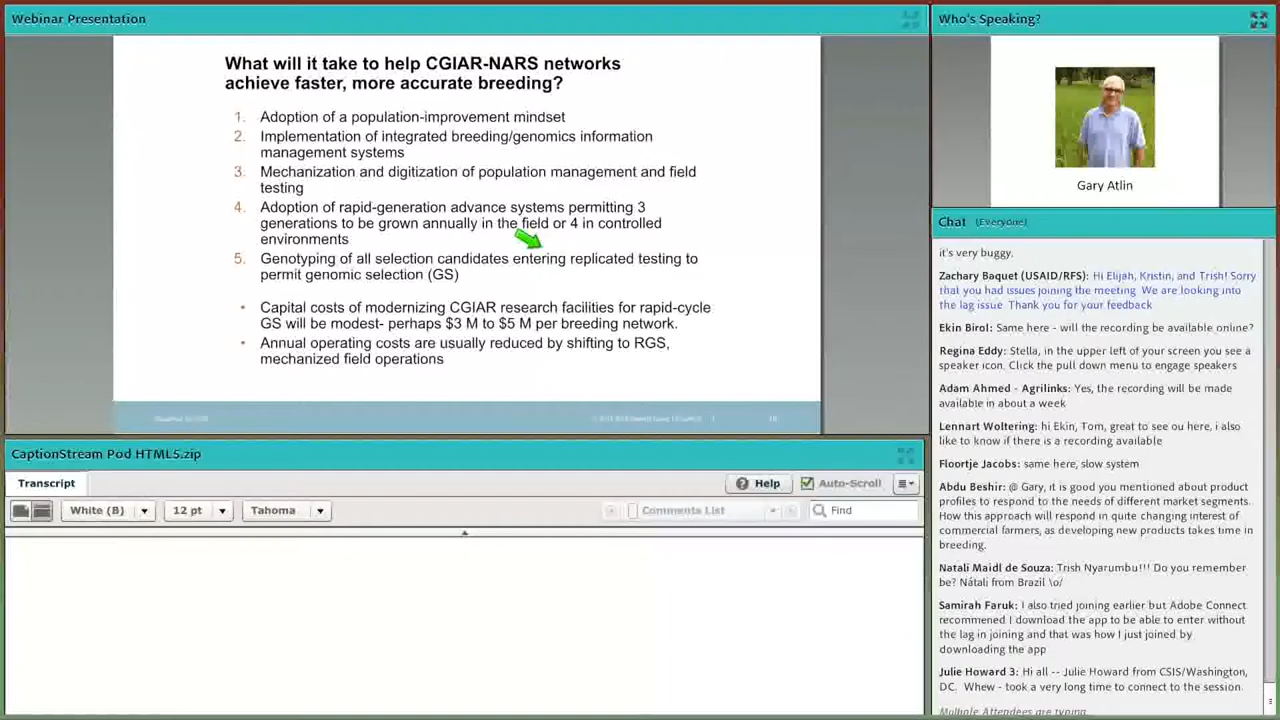 Webinar Presentation
What will it take to help CGIAR-NARS networks
achieve faster, more accurate breeding?
1. Adoption of a population-improvement mindset
2. Implementation of integrated breeding/genomics information
management systems
3. Mechanization and digitization of population management and field
testing
4. Adoption of rapid-generation advance systems permitting 3
generations to be grown annually in the field or 4 in controlled
environments
5. Genotyping of all selection candidates entering replicated testing to
permit genomic selection (GS)
• Capital costs of modernizing CGIAR research facilities for rapid-cycle
GS will be modest- perhaps $3 M to $5 M per breeding network.
• Annual operating costs are usually reduced by shifting to RGS,
mechanized field operations
CaptionStream Pod HTML5.zip
Transcript
Help
Auto-Scroll
White (B)
12 pt
Tahoma
Comments List
Find
Who's Speaking?
Gary Atlin
Chat (Everyone)
it's very buggy.
Zachary Baquet (USAID/RFS): Hi Elijah, Kristin, and Trish! Sorry
that you had issues joining the meeting. We are looking into
the lag issue. Thank you for your feedback
Ekin Birol: Same here - will the recording be available online?
Regina Eddy: Stella, in the upper left of your screen you see a
speaker icon. Click the pull down menu to engage speakers
Adam Ahmed - Agrilinks: Yes, the recording will be made
available in about a week
Lennart Woltering: hi Ekin, Tom, great to see ou here, i also
like to know if there is a recording available
Floortje Jacobs: same here, slow system
Abdu Beshir: @ Gary, it is good you mentioned about product
profiles to respond to the needs of different market segments.
How this approach will respond in quite changing interest of
commercial farmers, as developing new products takes time in
breeding.
Natali Maidl de Souza: Trish Nyarumbu!!! Do you remember
be? Nátali from Brazil \o/
Samirah Faruk: I also tried joining earlier but Adobe Connect
recommened I download the app to be able to enter without
the lag in joining and that was how I just joined by
downloading the app
Julie Howard 3: Hi all -- Julie Howard from CSIS/Washington,
DC. Whew - took a very long time to connect to the session.
Multiple Attendees are typing